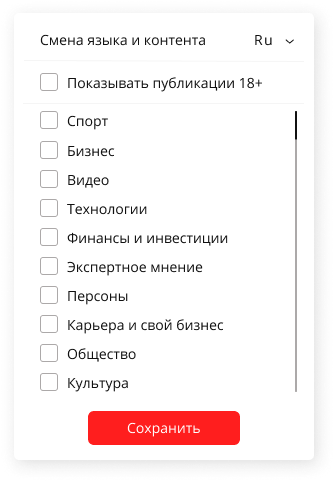 Смена языка и контента Ru
Показывать публикации 18+
Спорт
Бизнес
Видео
Технологии
Финансы и инвестиции
Экспертное мнение
Персоны
Карьера и свой бизнес
Общество
Культура
Сохранить